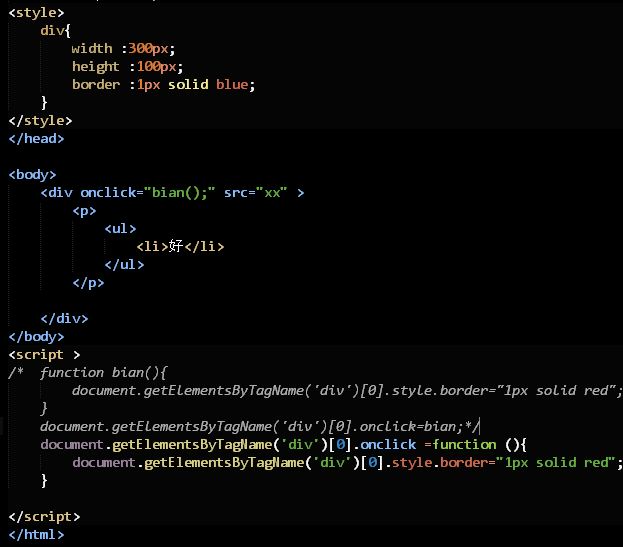 <style>
div{
width :300px;
height :100px;
border :1px solid blue;
}
</style>
</head>
<body>
<div onclick="bian();" src="xx" >
<p>
<ul>
<li>好</li>
</ul>
</p>
</div>
</body>
<script >
/*  function bian(){
document.getElementsByTagName('div')[0].style.border="1px solid red";
}
document.getElementsByTagName('div')[0].onclick=bian;*/
document.getElementsByTagName('div')[0].onclick =function (){
document.getElementsByTagName('div')[0].style.border="1px solid red";
}
</script>
</html>